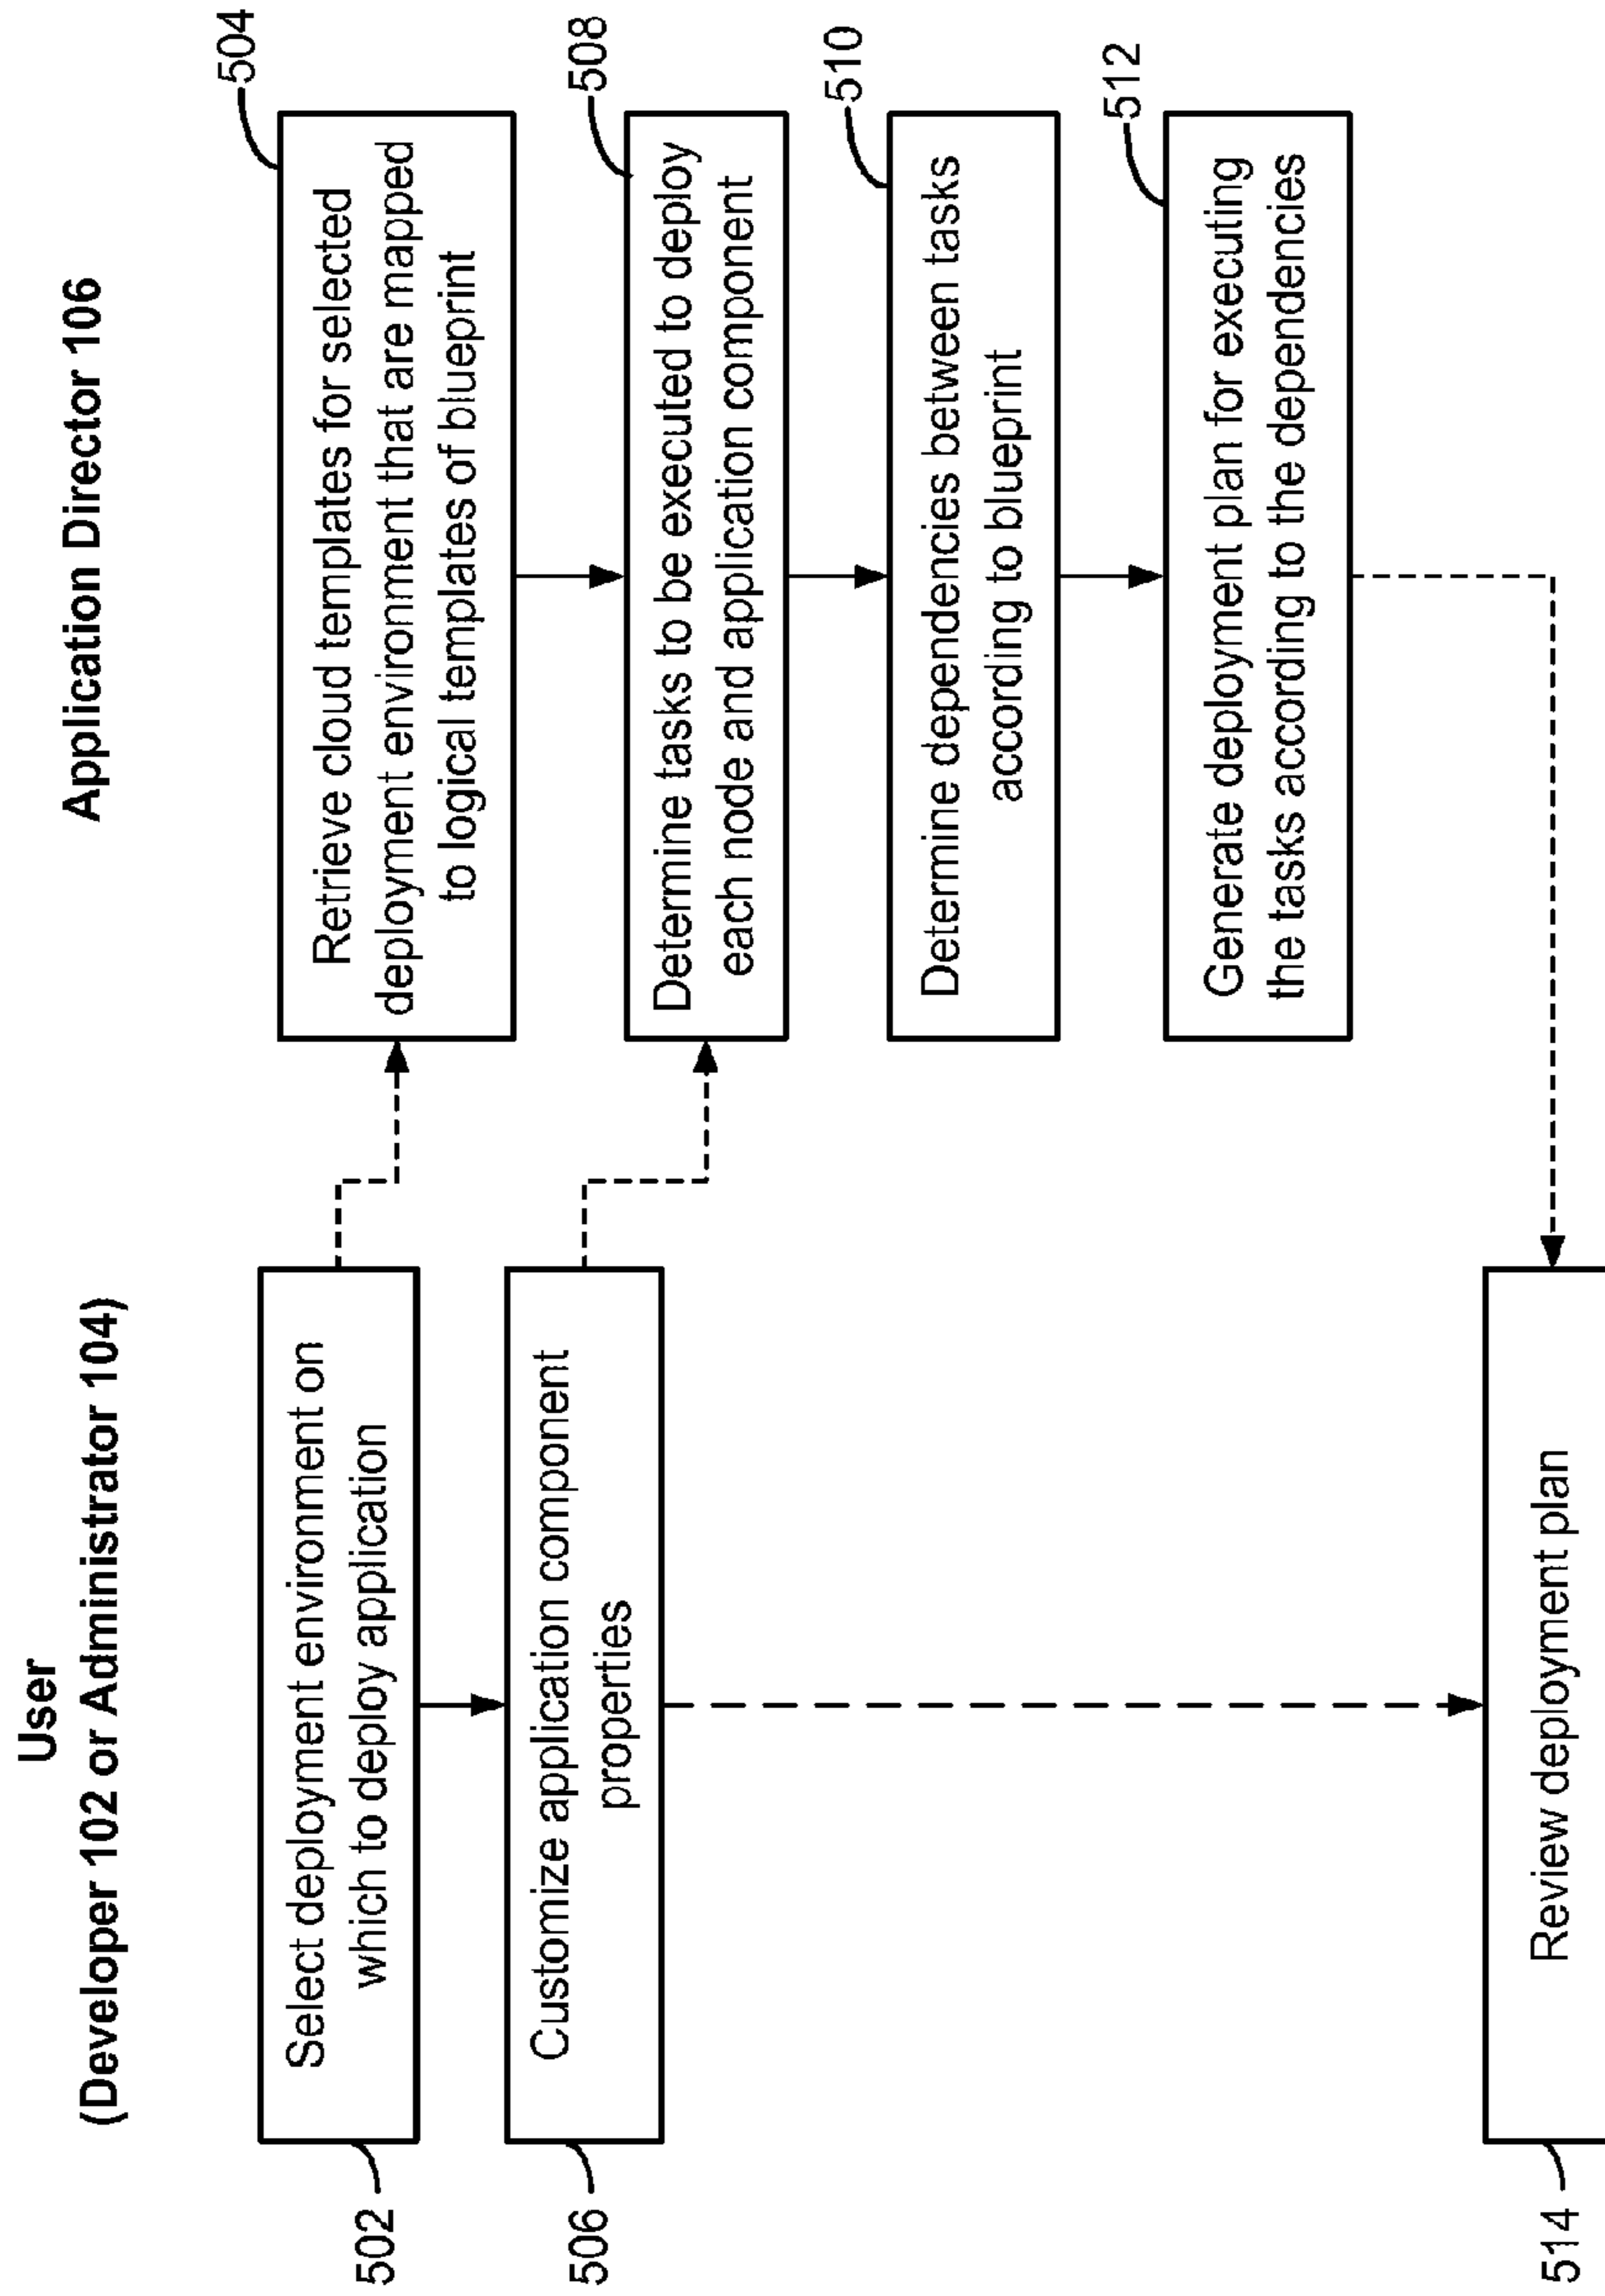 User
(Developer 102 or Administrator 104)
Application Director 106
502
Select deployment environment on
which to deploy application
504
Retrieve cloud templates for selected
deployment environment that are mapped
to logical templates of blueprint
506
Customize application component
properties
508
Determine tasks to be executed to deploy
each node and application component
510
Determine dependencies between tasks
according to blueprint
512
Generate deployment plan for executing
the tasks according to the dependencies
514
Review deployment plan